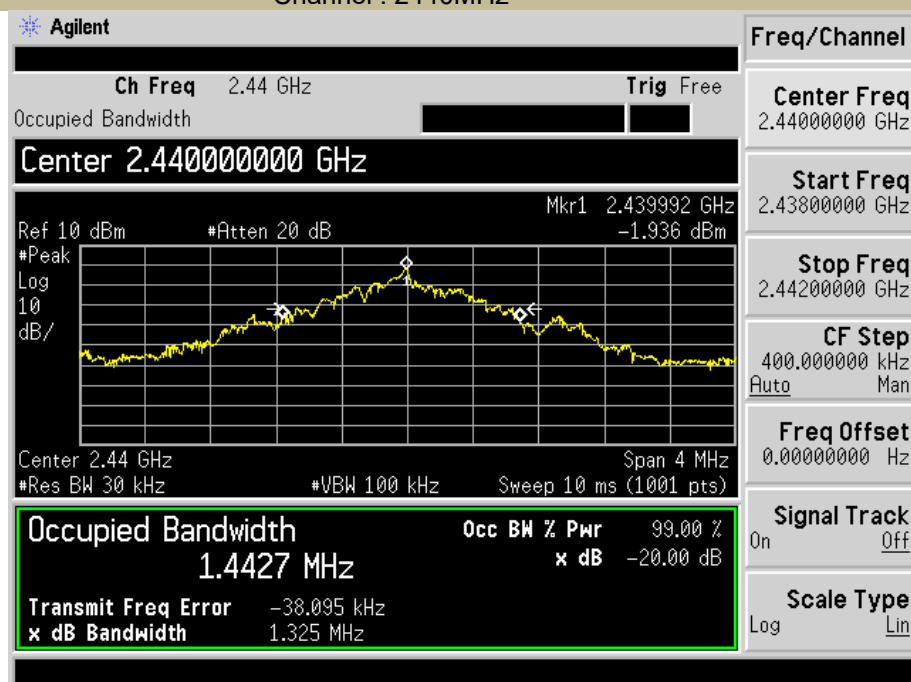 Channel : 2440MHz
Agilent
Freq/Channel
Ch Freq 2.44 GHz Trig Free
Occupied Bandwidth
Center 2.440000000 GHz
Mkr1 2.439992 GHz
Ref 10 dBm #Atten 20 dB -1.936 dBm
#Peak
Log
10
dB/
1
Center 2.44 GHz Span 4 MHz
#Res BW 30 kHz #VBW 100 kHz Sweep 10 ms (1001 pts)
Occupied Bandwidth Occ BW % Pwr 99.00 %
1.4427 MHz x dB -20.00 dB
Transmit Freq Error -38.095 kHz
x dB Bandwidth 1.325 MHz
Center Freq
2.44000000 GHz
Start Freq
2.43800000 GHz
Stop Freq
2.44200000 GHz
CF Step
400.000000 kHz
Auto Man
Freq Offset
0.00000000 Hz
Signal Track
On Off
Scale Type
Log Lin